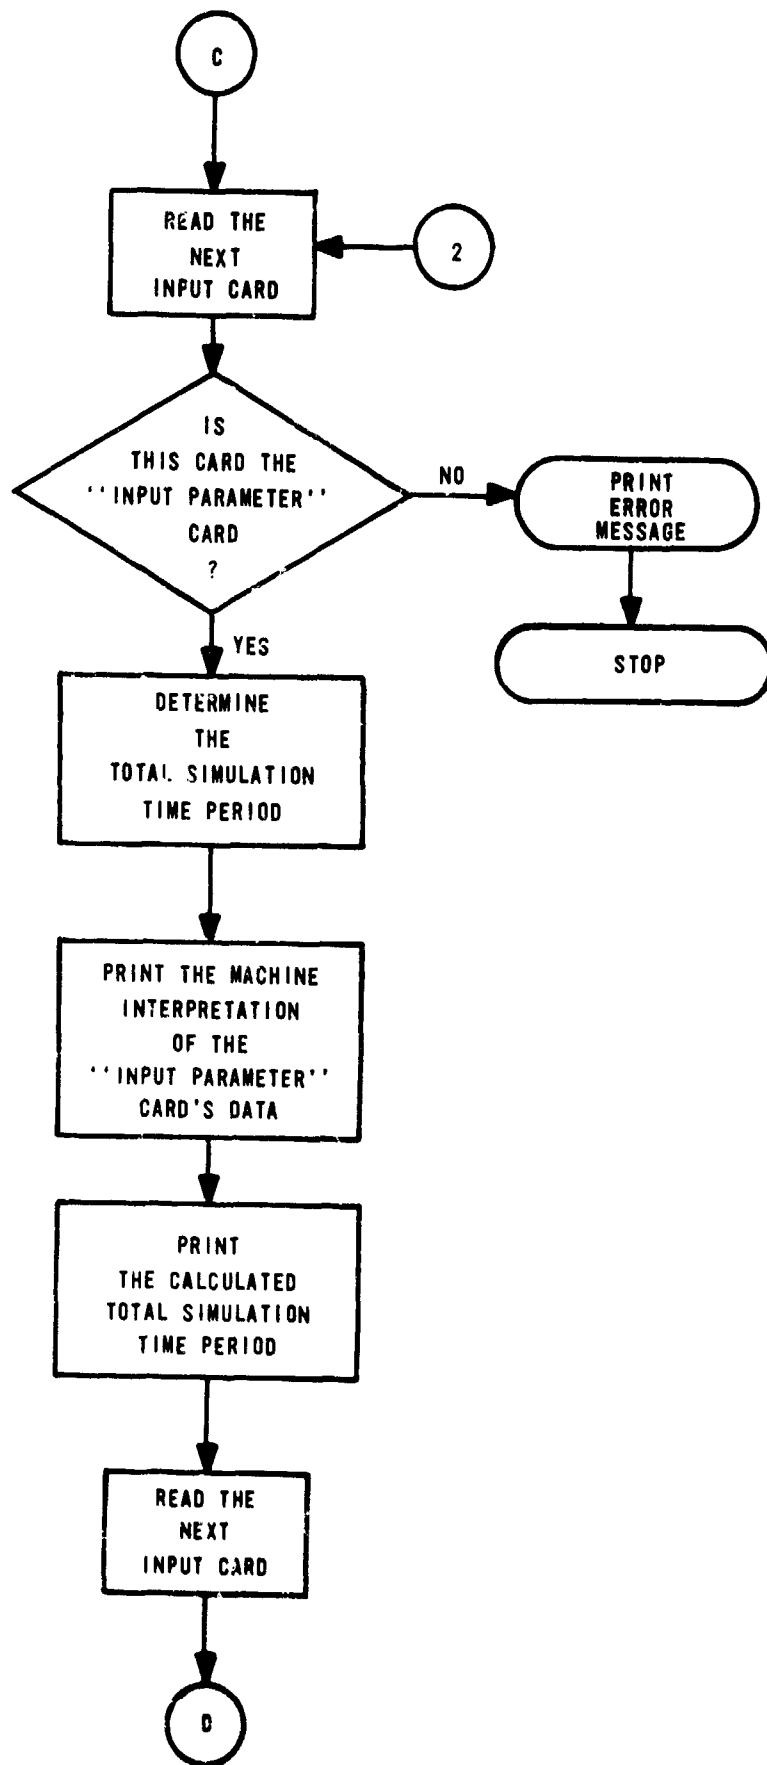 C
READ THE
NEXT
INPUT CARD
2
IS
THIS CARD THE
''INPUT PARAMETER''
CARD
?
NO
PRINT
ERROR
MESSAGE
YES
STOP
DETERMINE
THE
TOTAL SIMULATION
TIME PERIOD
PRINT THE MACHINE
INTERPRETATION
OF THE
''INPUT PARAMETER''
CARD'S DATA
PRINT
THE CALCULATED
TOTAL SIMULATION
TIME PERIOD
READ THE
NEXT
INPUT CARD
D